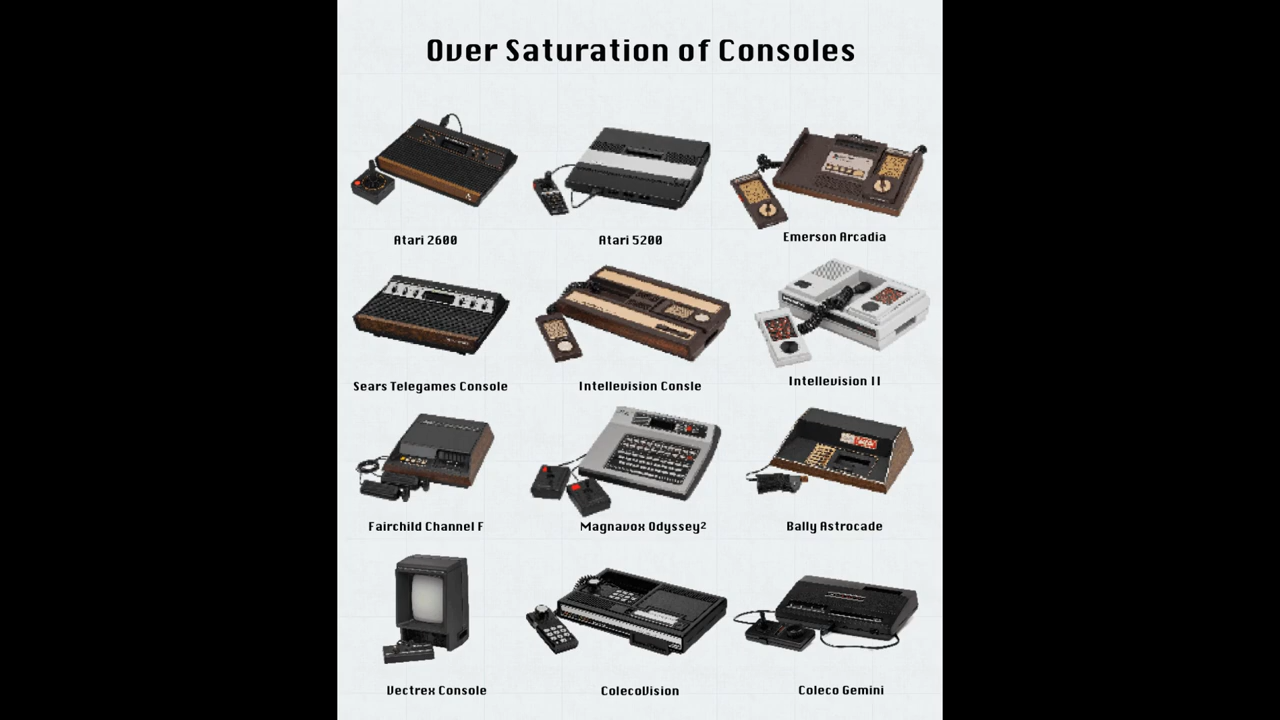 Over Saturation of Consoles
Atari 2600
Atari 5200
Emerson Arcadia
Sears Telegames Console
Intellevision Consle
Intellevision II
Fairchild Channel F
Magnavox Odyssey²
Bally Astrocade
Vectrex Console
ColecoVision
Coleco Gemini